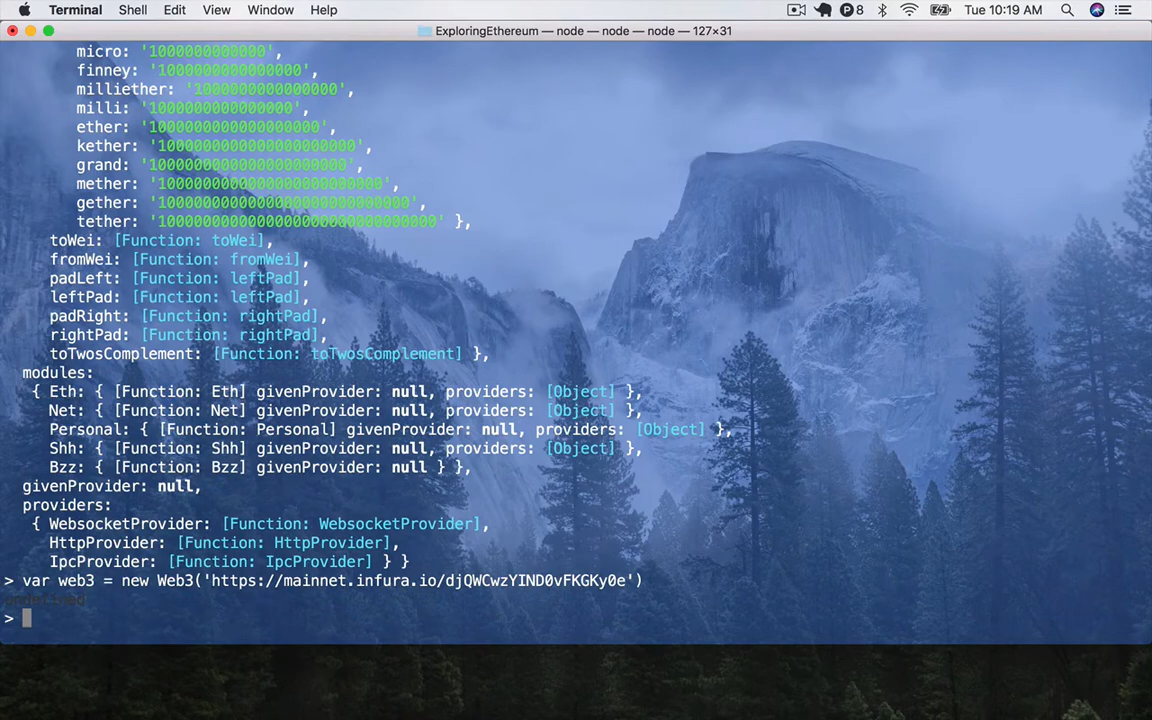 Terminal Shell Edit View Window Help 8 Tue 10:19 AM
ExploringEthereum — node — node — node — 127×31
micro: '1000000000000',
finney: '1000000000000000',
milliether: '1000000000000000',
milli: '1000000000000000',
ether: '1000000000000000000',
kether: '1000000000000000000000',
grand: '1000000000000000000000',
mether: '1000000000000000000000000',
gether: '1000000000000000000000000000',
tether: '1000000000000000000000000000000' },
toWei: [Function: toWei],
fromWei: [Function: fromWei],
padLeft: [Function: leftPad],
leftPad: [Function: leftPad],
padRight: [Function: rightPad],
rightPad: [Function: rightPad],
toTwosComplement: [Function: toTwosComplement] },
modules:
{ Eth: { [Function: Eth] givenProvider: null, providers: [Object] },
Net: { [Function: Net] givenProvider: null, providers: [Object] },
Personal: { [Function: Personal] givenProvider: null, providers: [Object] },
Shh: { [Function: Shh] givenProvider: null, providers: [Object] },
Bzz: { [Function: Bzz] givenProvider: null } },
givenProvider: null,
providers:
{ WebsocketProvider: [Function: WebsocketProvider],
HttpProvider: [Function: HttpProvider],
IpcProvider: [Function: IpcProvider] } }
> var web3 = new Web3('https://mainnet.infura.io/djQWCwzYIND0vFKGKy0e')
undefined
>